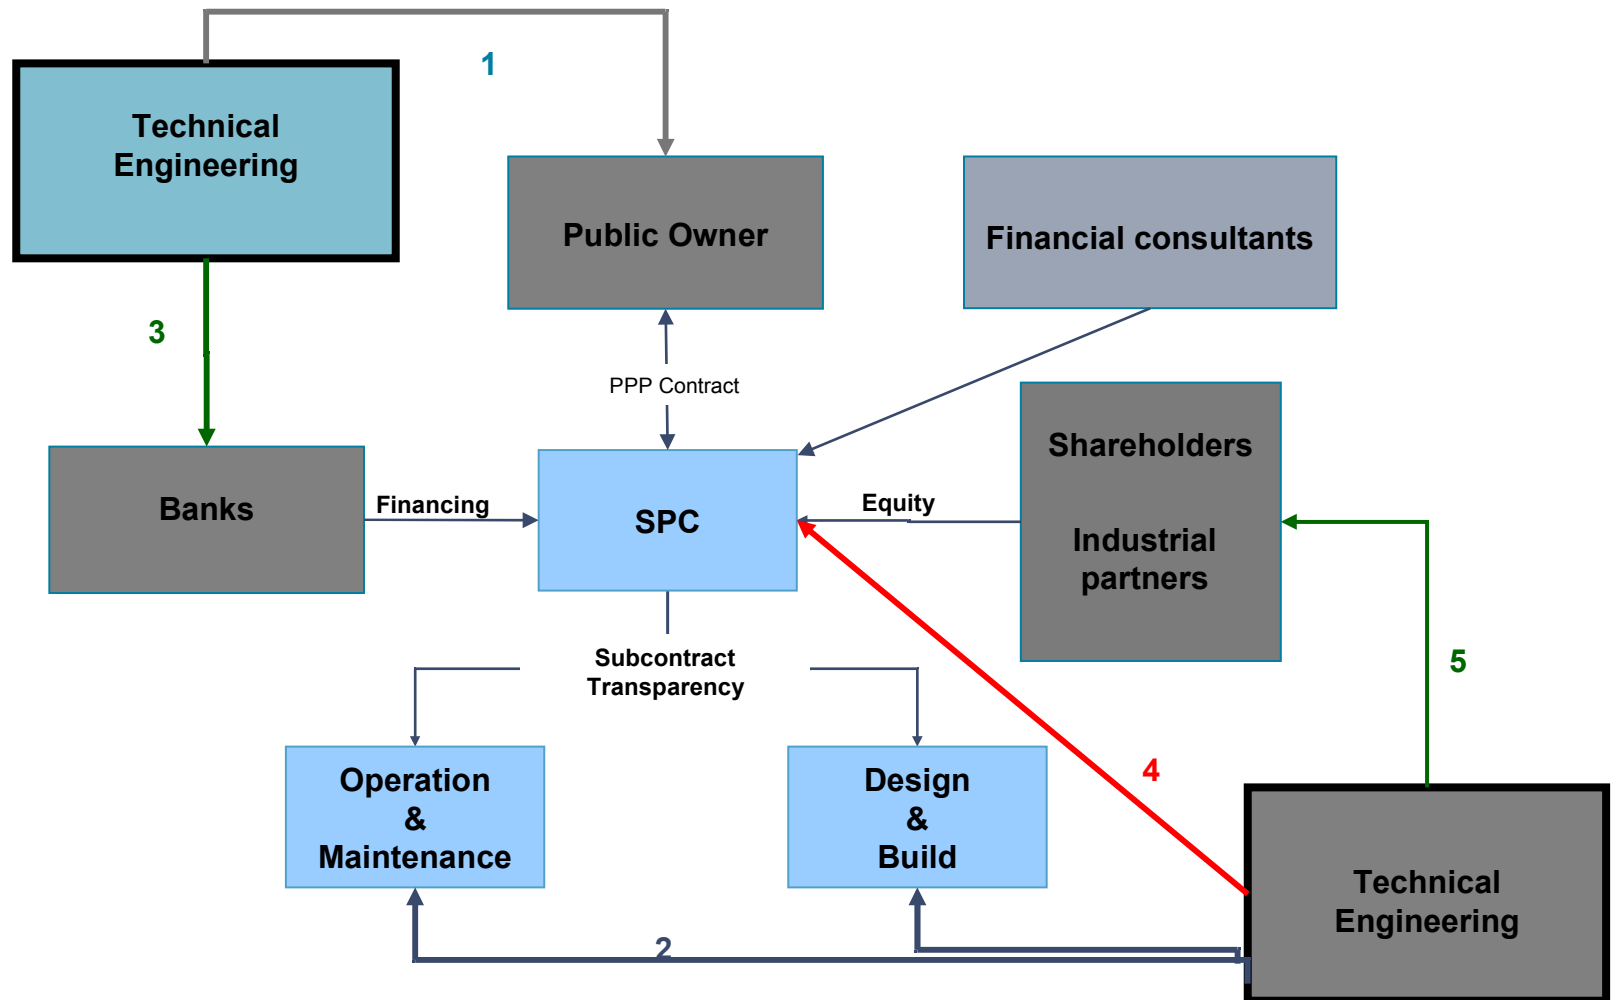 1
Technical
Engineering
Public Owner
Financial consultants
3
PPP Contract
Shareholders
Industrial
partners
Banks
Financing
SPC
Equity
Subcontract
Transparency
5
4
Operation
&
Maintenance
Design
&
Build
Technical
Engineering
2